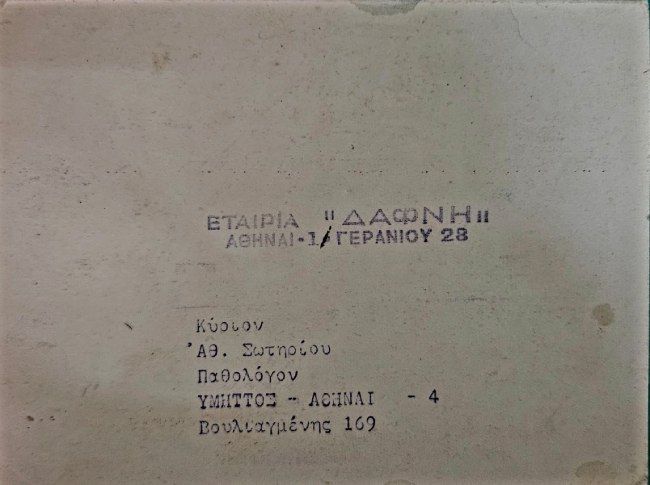 ΕΤΑΙΡΙΑ "ΔΑΦΝΗ"
ΑΘΗΝΑΙ-1/ ΓΕΡΑΝΙΟΥ 28
Κύριον
'Αθ. Σωτηρίου
Παθολόγον
ΥΜΗΤΤΟΣ - ΑΘΗΝΑΙ - 4
Βουλιαγμένης 169